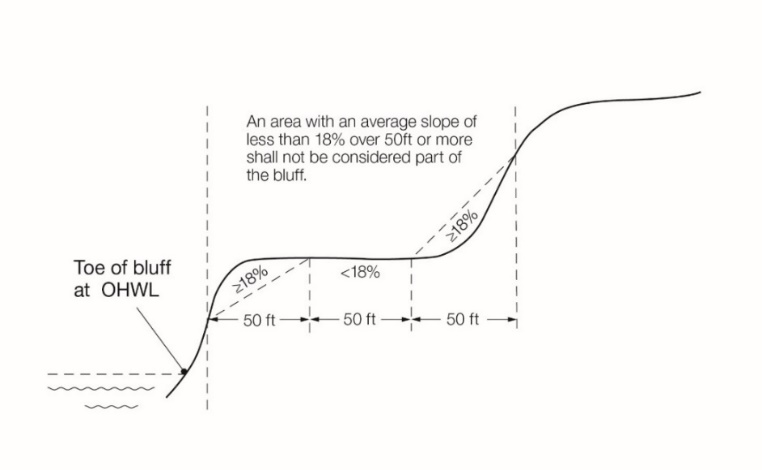 An area with an average slope of
less than 18% over 50ft or more
shall not be considered part of
the bluff.
≥18%
Toe of bluff
at OHWL
≥18%
<18%
50 ft
50 ft
50 ft